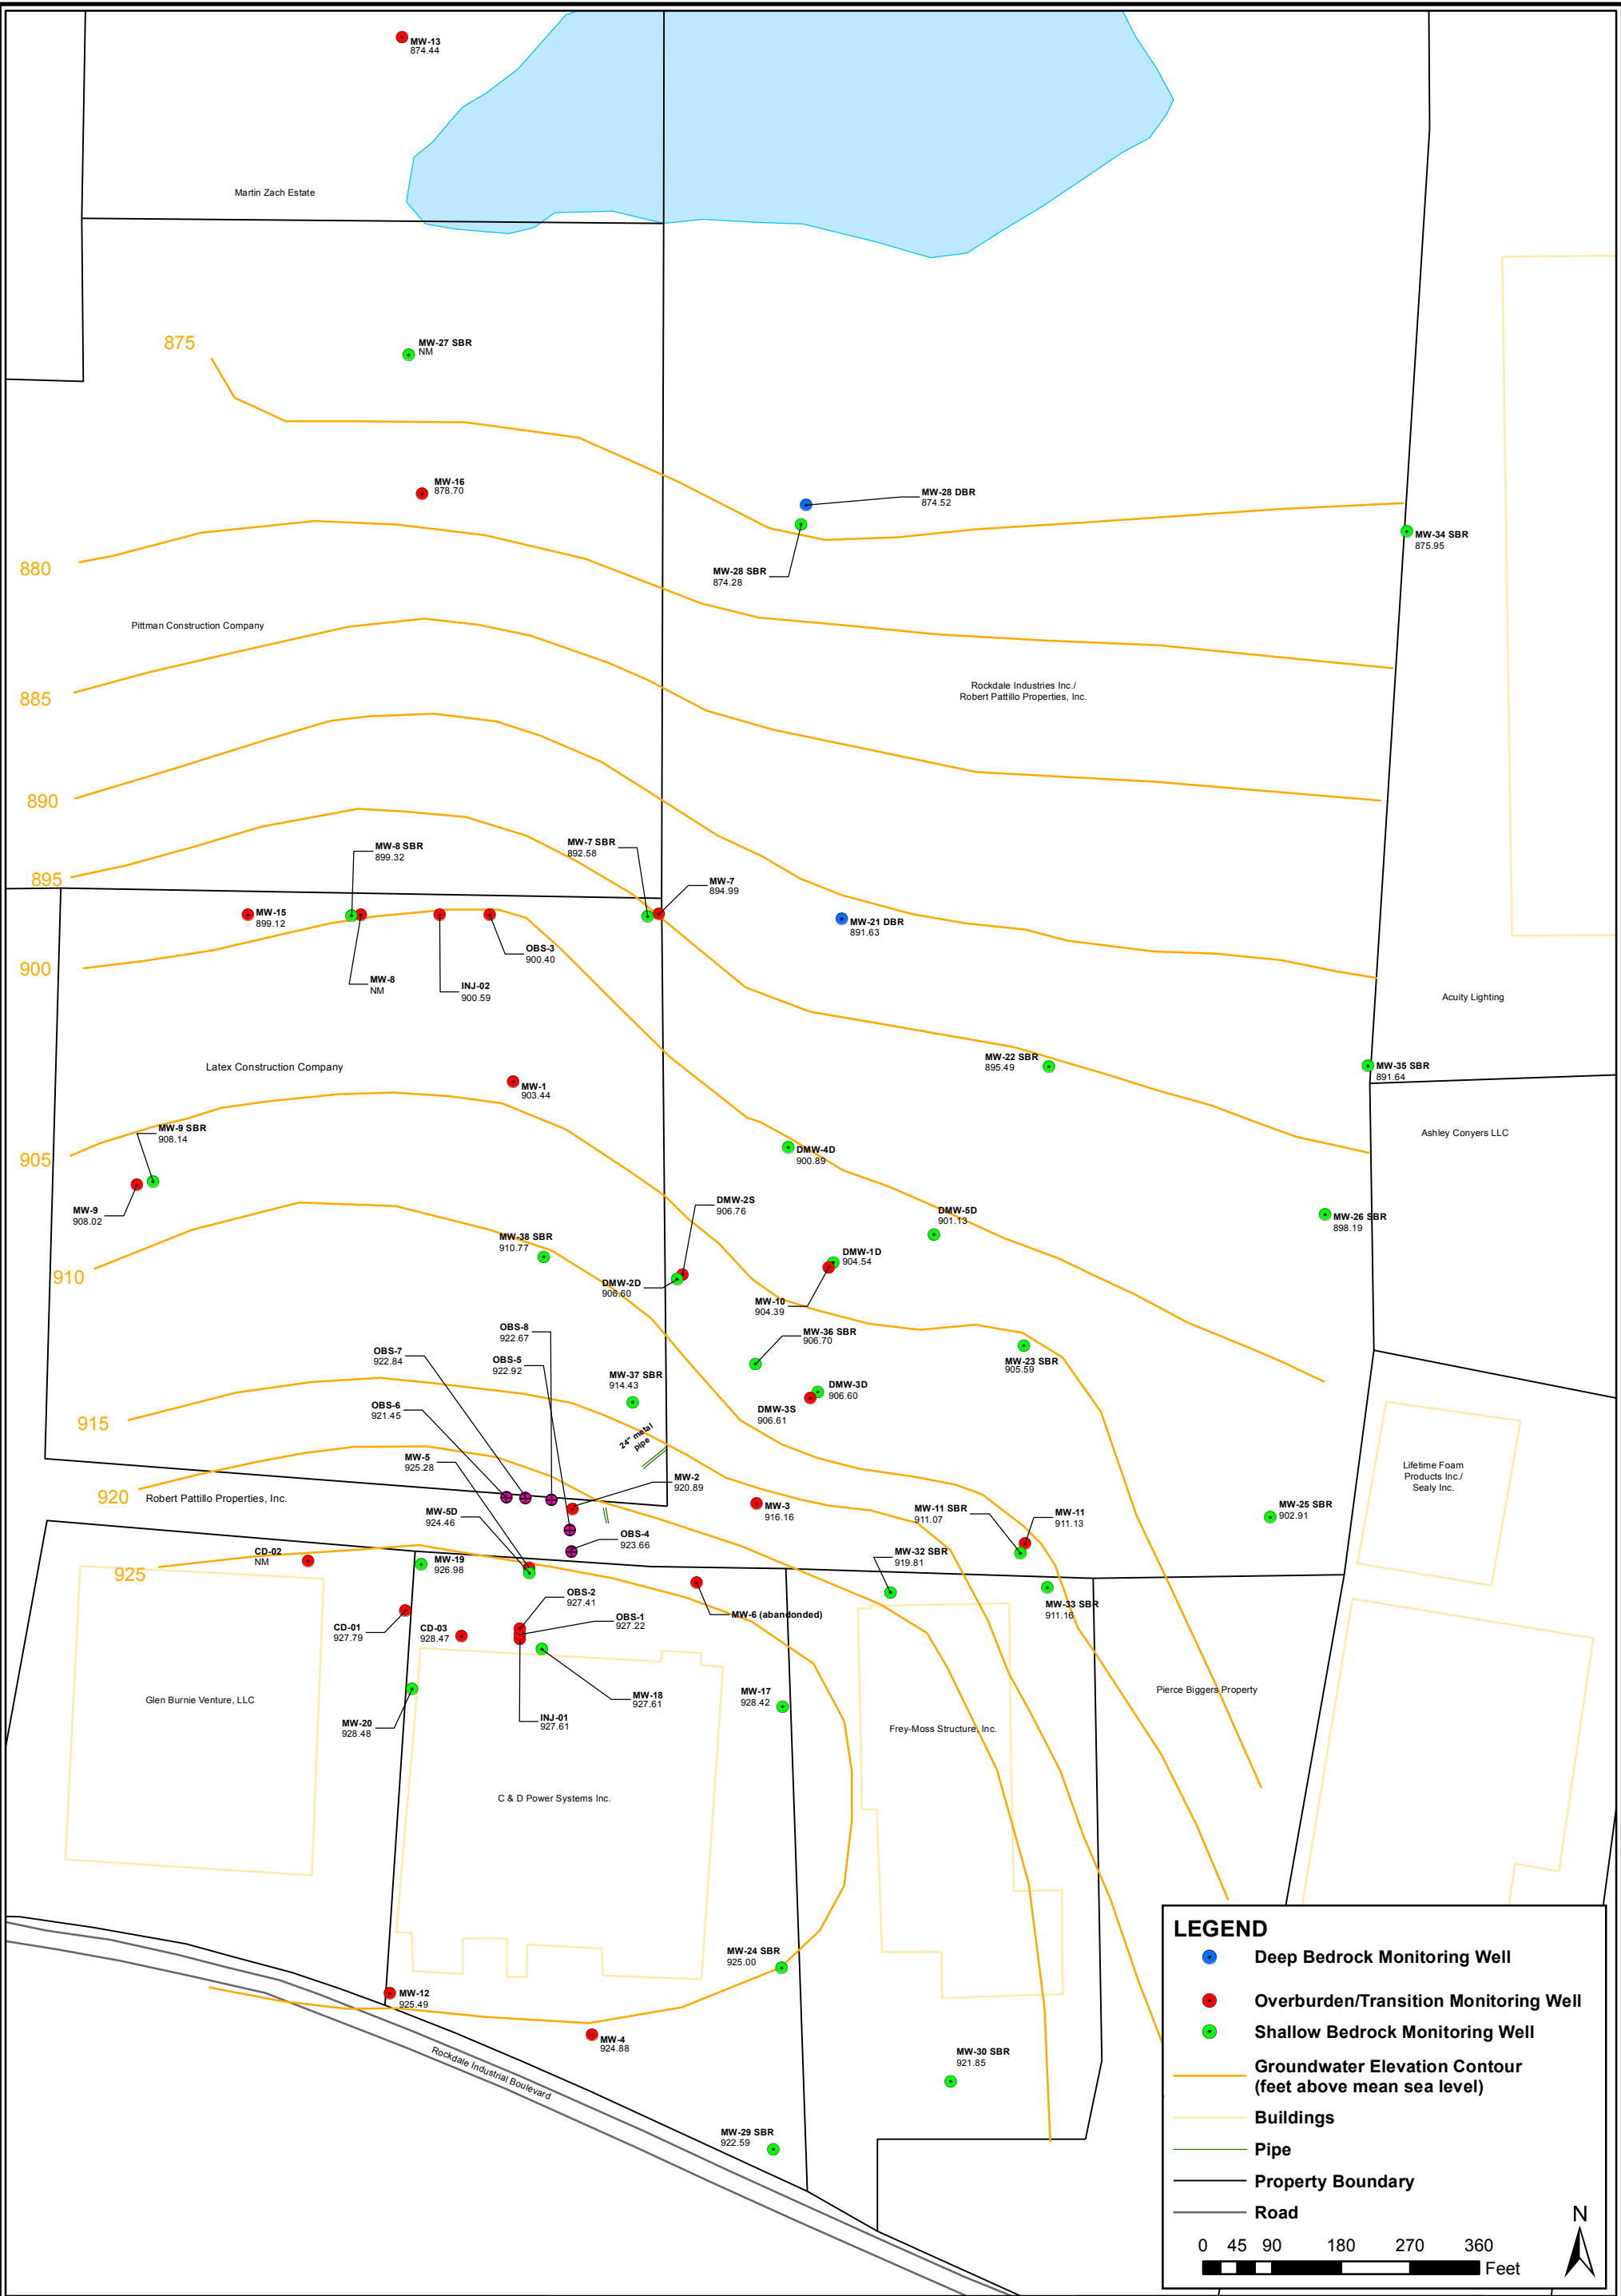 MW-13
874.44
Martin Zach Estate
875
MW-27 SBR
NM
MW-16
878.70
MW-28 DBR
874.52
MW-34 SBR
875.95
880
MW-28 SBR
874.28
Pittman Construction Company
885
Rockdale Industries Inc./
Robert Pattillo Properties, Inc.
890
MW-8 SBR
899.32
MW-7 SBR
892.58
895
MW-7
894.99
MW-15
899.12
MW-21 DBR
891.63
OBS-3
900.40
900
MW-8
NM
INJ-02
900.59
Acuity Lighting
Latex Construction Company
MW-22 SBR
895.49
MW-35 SBR
891.64
MW-1
903.44
MW-9 SBR
908.14
Ashley Conyers LLC
905
DMW-4D
900.89
MW-9
908.02
DMW-2S
906.76
DMW-5D
901.13
MW-26 SBR
898.19
MW-38 SBR
910.77
DMW-1D
904.54
910
DMW-2D
906.60
MW-10
904.39
OBS-8
922.67
MW-36 SBR
906.70
OBS-7
922.84
OBS-5
922.92
MW-23 SBR
905.59
MW-37 SBR
914.43
DMW-3D
906.60
OBS-6
921.45
DMW-3S
906.61
915
24" metal
pipe
MW-5
925.28
Lifetime Foam
Products Inc./
Sealy Inc.
MW-2
920.89
920
Robert Pattillo Properties, Inc.
MW-3
916.16
MW-11 SBR
911.07
MW-11
911.13
MW-25 SBR
902.91
MW-5D
924.46
OBS-4
923.66
CD-02
NM
MW-19
926.98
MW-32 SBR
919.81
925
OBS-2
927.41
MW-33 SBR
911.16
MW-6 (abandonded)
OBS-1
927.22
CD-01
927.79
CD-03
928.47
Glen Burnie Venture, LLC
MW-18
927.61
MW-17
928.42
Pierce Biggers Property
MW-20
928.48
INJ-01
927.61
Frey-Moss Structure, Inc.
C & D Power Systems Inc.
MW-24 SBR
925.00
MW-12
925.49
MW-4
924.88
Rockdale Industrial Boulevard
MW-30 SBR
921.85
MW-29 SBR
922.59
LEGEND
Deep Bedrock Monitoring Well
Overburden/Transition Monitoring Well
Shallow Bedrock Monitoring Well
Groundwater Elevation Contour
(feet above mean sea level)
Buildings
Pipe
Property Boundary
Road
N
0 45 90 180 270 360
Feet